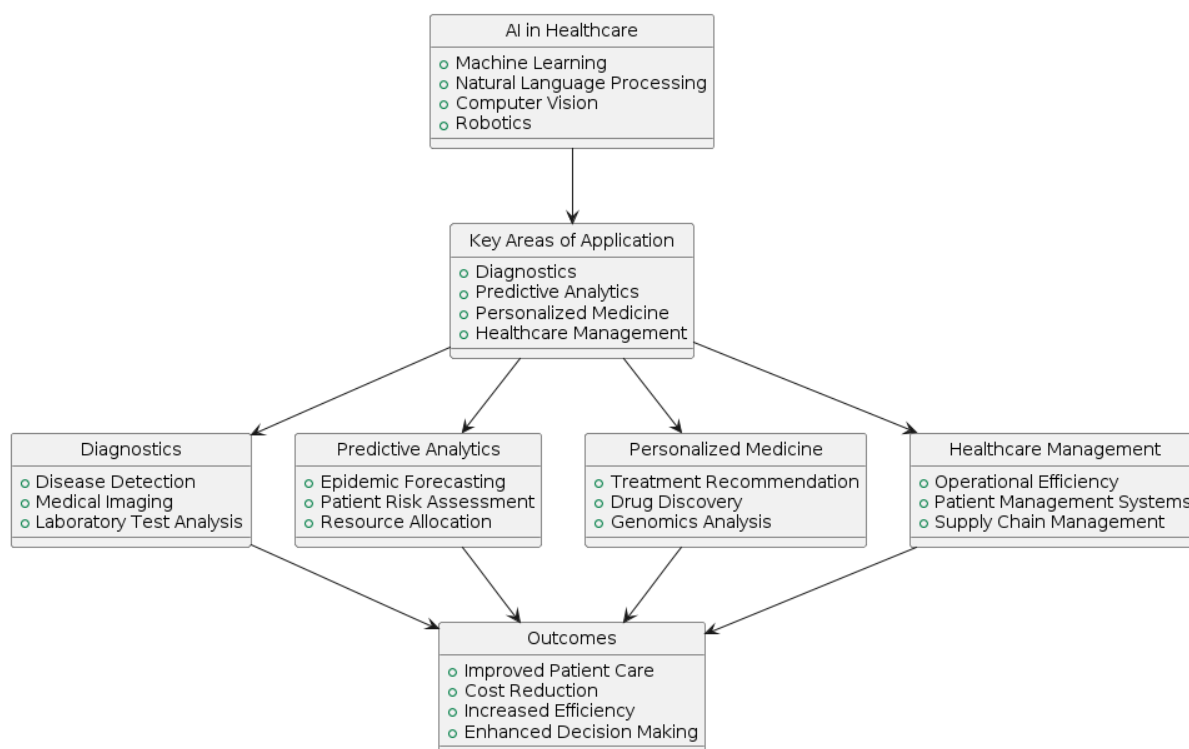 AI in Healthcare
Machine Learning
Natural Language Processing
Computer Vision
Robotics
Key Areas of Application
Diagnostics
Predictive Analytics
Personalized Medicine
Healthcare Management
Diagnostics
Disease Detection
Medical Imaging
Laboratory Test Analysis
Predictive Analytics
Epidemic Forecasting
Patient Risk Assessment
Resource Allocation
Personalized Medicine
Treatment Recommendation
Drug Discovery
Genomics Analysis
Healthcare Management
Operational Efficiency
Patient Management Systems
Supply Chain Management
Outcomes
Improved Patient Care
Cost Reduction
Increased Efficiency
Enhanced Decision Making